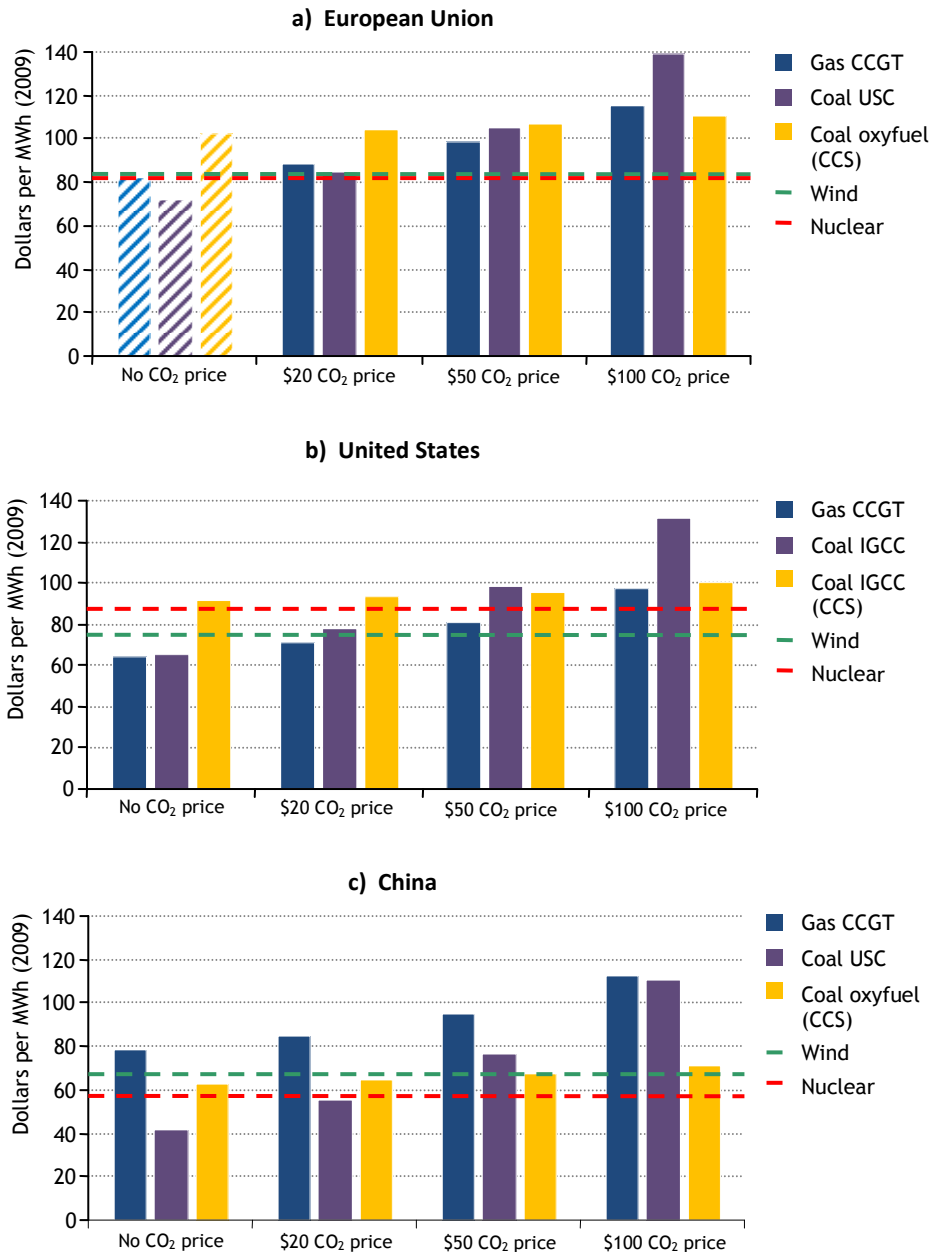 a) European Union
Dollars per MWh (2009)
140
120
100
80
60
40
20
0
No CO₂ price
$20 CO₂ price
$50 CO₂ price
$100 CO₂ price
Gas CCGT
Coal USC
Coal oxyfuel
(CCS)
Wind
Nuclear
b) United States
Dollars per MWh (2009)
140
120
100
80
60
40
20
0
No CO₂ price
$20 CO₂ price
$50 CO₂ price
$100 CO₂ price
Gas CCGT
Coal IGCC
Coal IGCC
(CCS)
Wind
Nuclear
c) China
Dollars per MWh (2009)
140
120
100
80
60
40
20
0
No CO₂ price
$20 CO₂ price
$50 CO₂ price
$100 CO₂ price
Gas CCGT
Coal USC
Coal oxyfuel
(CCS)
Wind
Nuclear